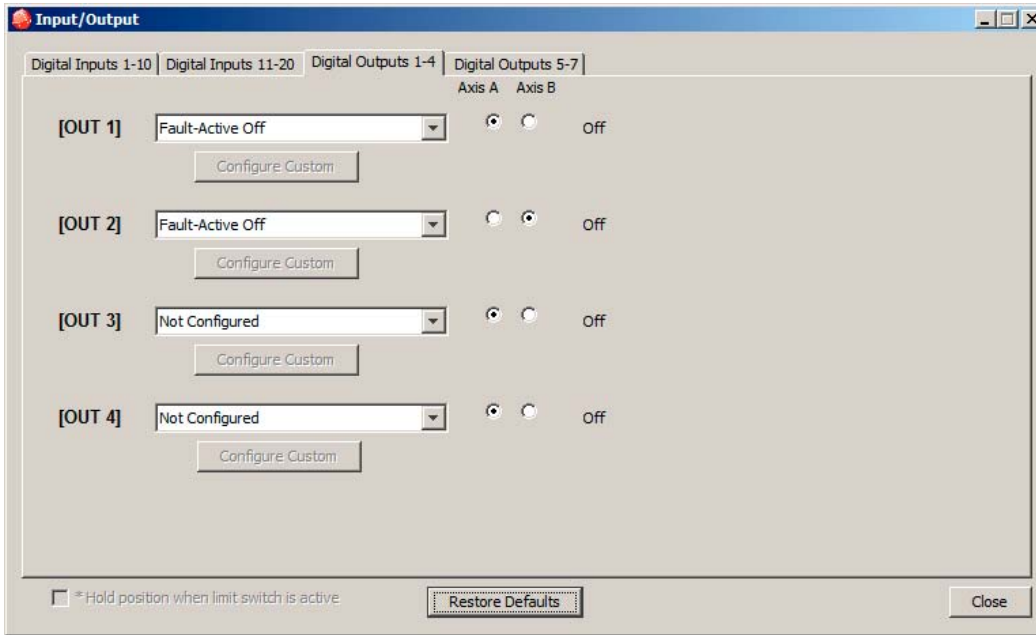 Input/Output
Digital Inputs 1-10 Digital Inputs 11-20 Digital Outputs 1-4 Digital Outputs 5-7
Axis A Axis B
[OUT 1] Fault-Active Off Off
Configure Custom
[OUT 2] Fault-Active Off Off
Configure Custom
[OUT 3] Not Configured Off
Configure Custom
[OUT 4] Not Configured Off
Configure Custom
* Hold position when limit switch is active Restore Defaults Close